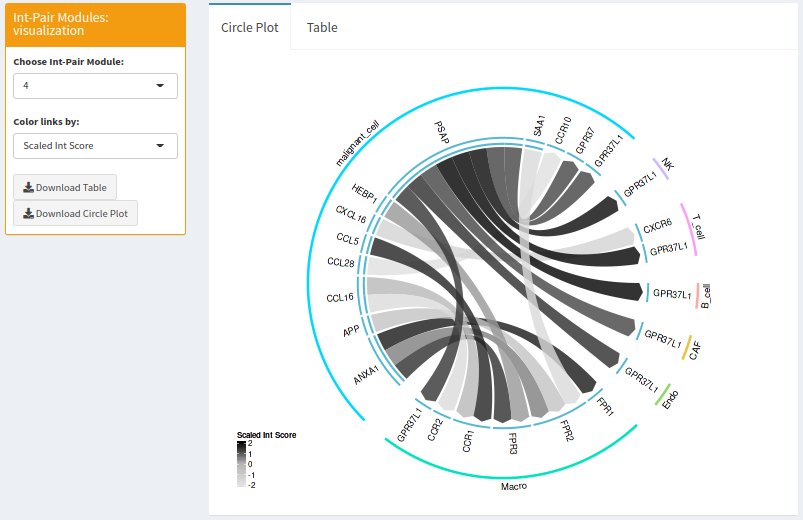 Int-Pair Modules:
visualization
Choose Int-Pair Module:
4
Color links by:
Scaled Int Score
Download Table
Download Circle Plot
Circle Plot
Table
malignant_cell
PSAP
SAA1
CCR10
GPR37
GPR37L1
NK
GPR37L1
T_cell
CXCR6
GPR37L1
B_cell
GPR37L1
CAF
GPR37L1
Endo
GPR37L1
HEBP1
CXCL16
CCL5
CCL28
CCL16
APP
ANXA1
GPR37L1
CCR2
CCR1
FPR3
FPR2
FPR1
Macro
Scaled Int Score
2
1
0
-1
-2